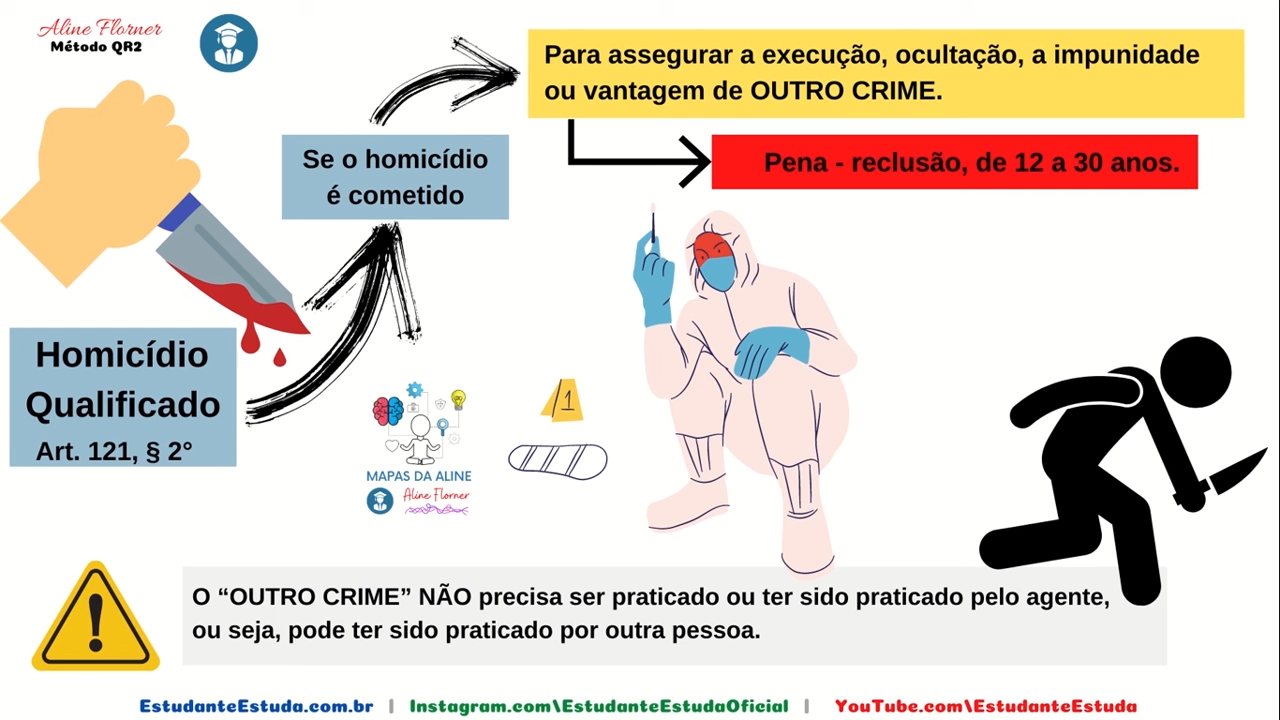 Aline Florner
Método QR2
Para assegurar a execução, ocultação, a impunidade
ou vantagem de OUTRO CRIME.
Se o homicídio
é cometido
Pena - reclusão, de 12 a 30 anos.
Homicídio
Qualificado
Art. 121, § 2°
1
MAPAS DA ALINE
Aline Florner
O “OUTRO CRIME” NÃO precisa ser praticado ou ter sido praticado pelo agente,
ou seja, pode ter sido praticado por outra pessoa.
EstudanteEstuda.com.br | Instagram.com\EstudanteEstudaOficial | YouTube.com\EstudanteEstuda